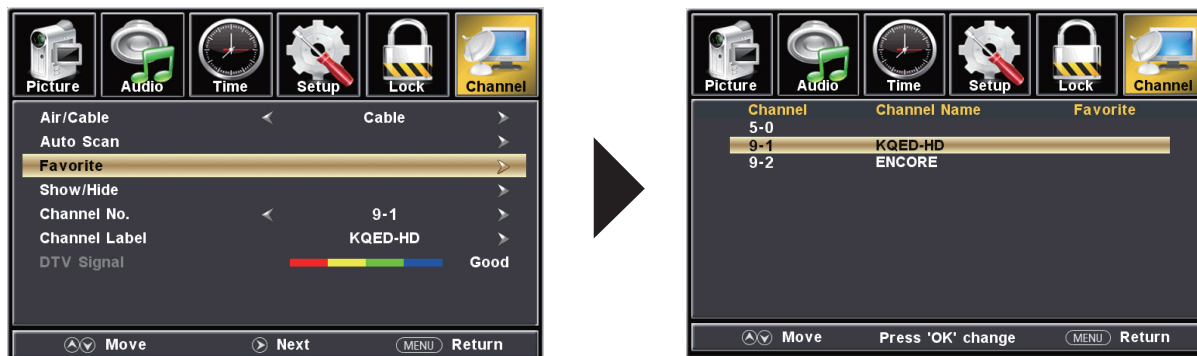 Picture Audio Time Setup Lock Channel
Air/Cable Cable
Auto Scan
Favorite
Show/Hide
Channel No. 9-1
Channel Label KQED-HD
DTV Signal Good
Move Next MENU Return
Picture Audio Time Setup Lock Channel
Channel Channel Name Favorite
5-0
9-1 KQED-HD
9-2 ENCORE
Move Press 'OK' change MENU Return